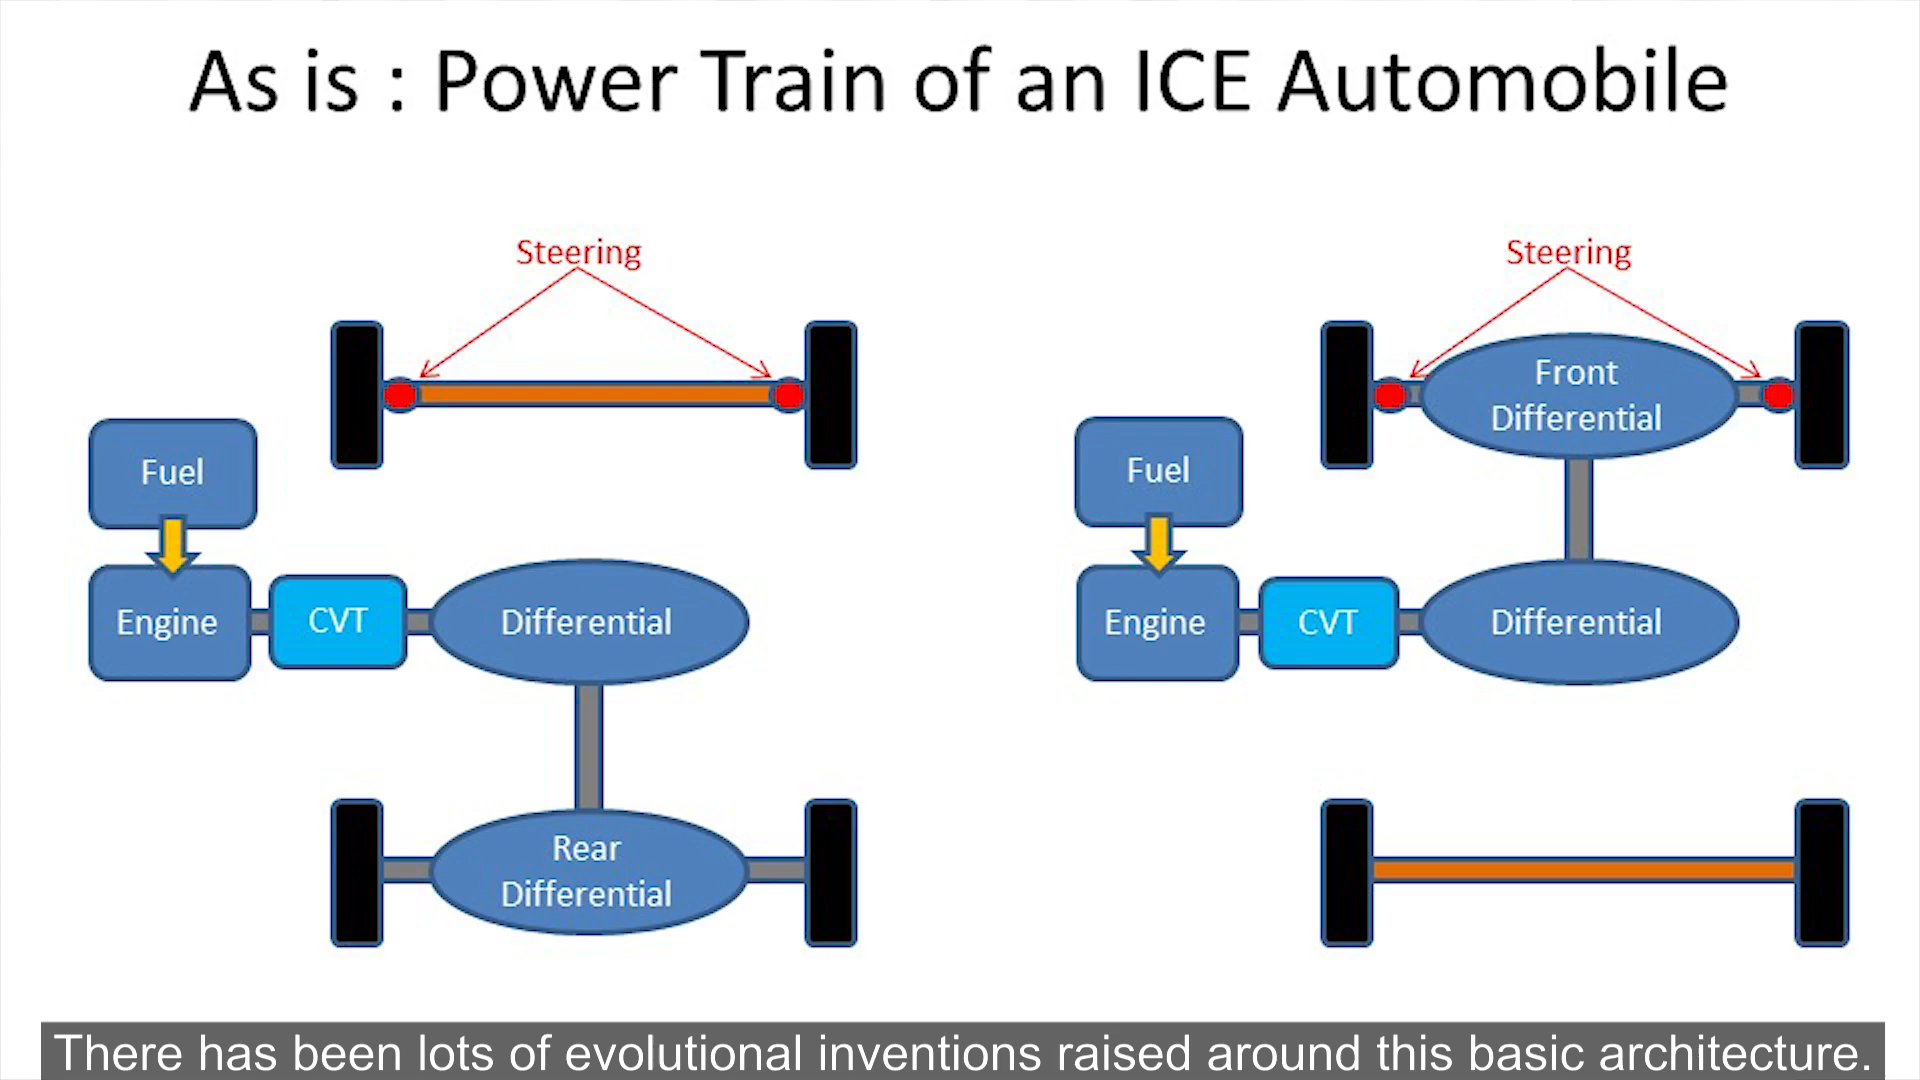 As is : Power Train of an ICE Automobile
Steering
Fuel
Engine
CVT
Differential
Rear
Differential
Steering
Front
Differential
Fuel
Engine
CVT
Differential
There has been lots of evolutional inventions raised around this basic architecture.